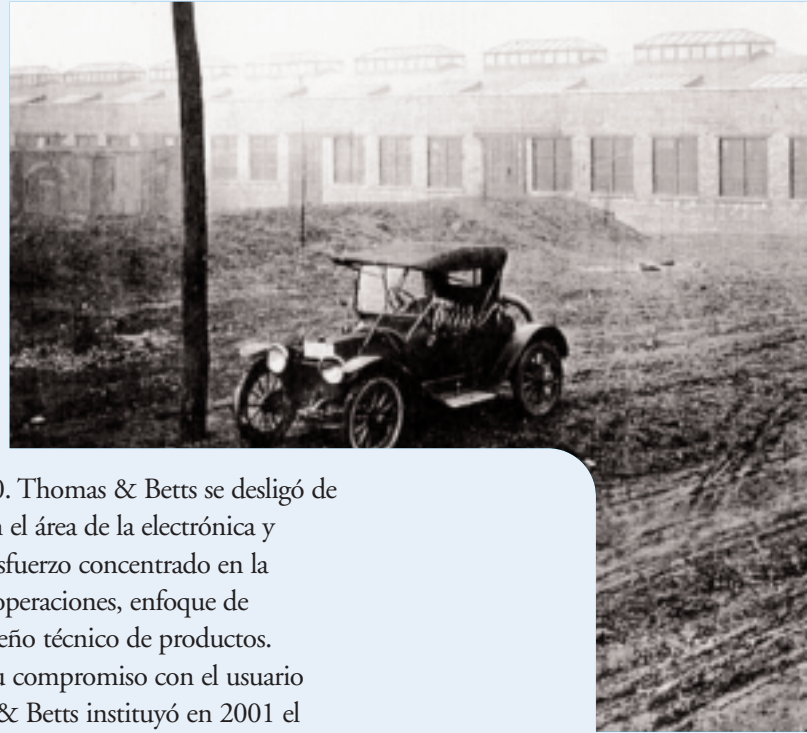 0. Thomas & Betts se desligó de
el área de la electrónica y
sfuerzo concentrado en la
operaciones, enfoque de
eño técnico de productos.
u compromiso con el usuario
& Betts instituyó en 2001 el